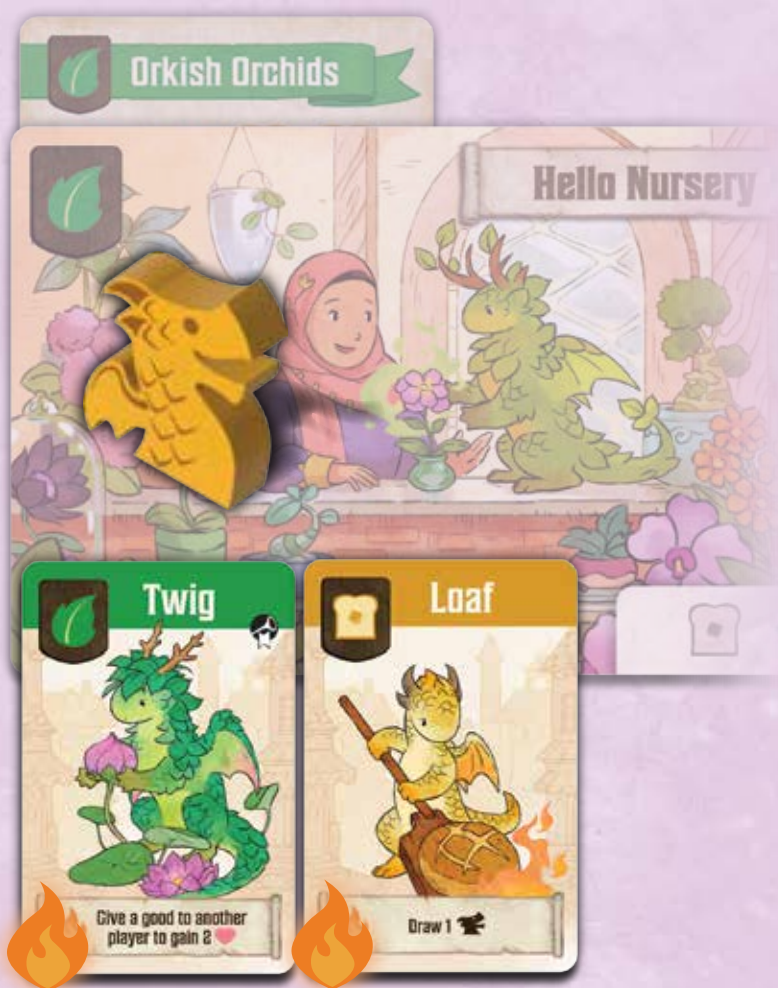 Orkish Orchids
Hello Nursery
Twig
Loaf
Give a good to another
player to gain 2
Draw 1